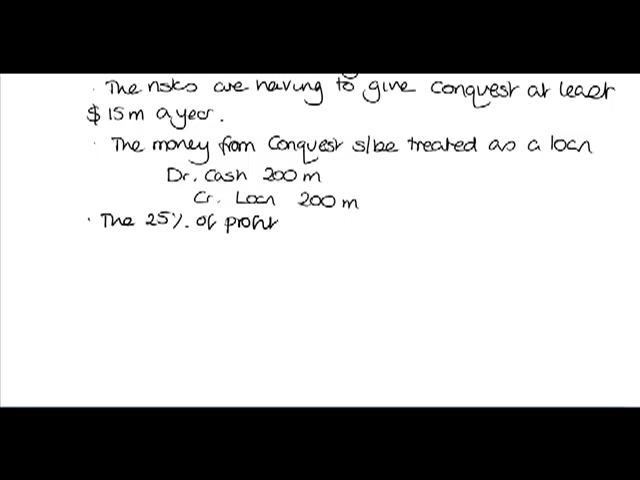 · The risks are having to give Conquest at least
$ 15m a year.
· The money from Conquest s/be treated as a loan
Dr. Cash 200 m
Cr. Loan 200 m
· The 25% of profit